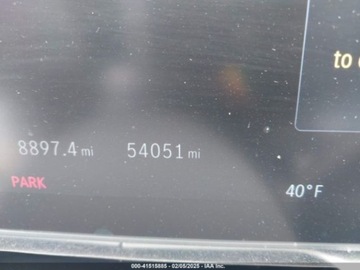 to
8897.4 mi 54051 mi
PARK
40°F
000-41515885 - 02/05/2025 - IAA Inc.